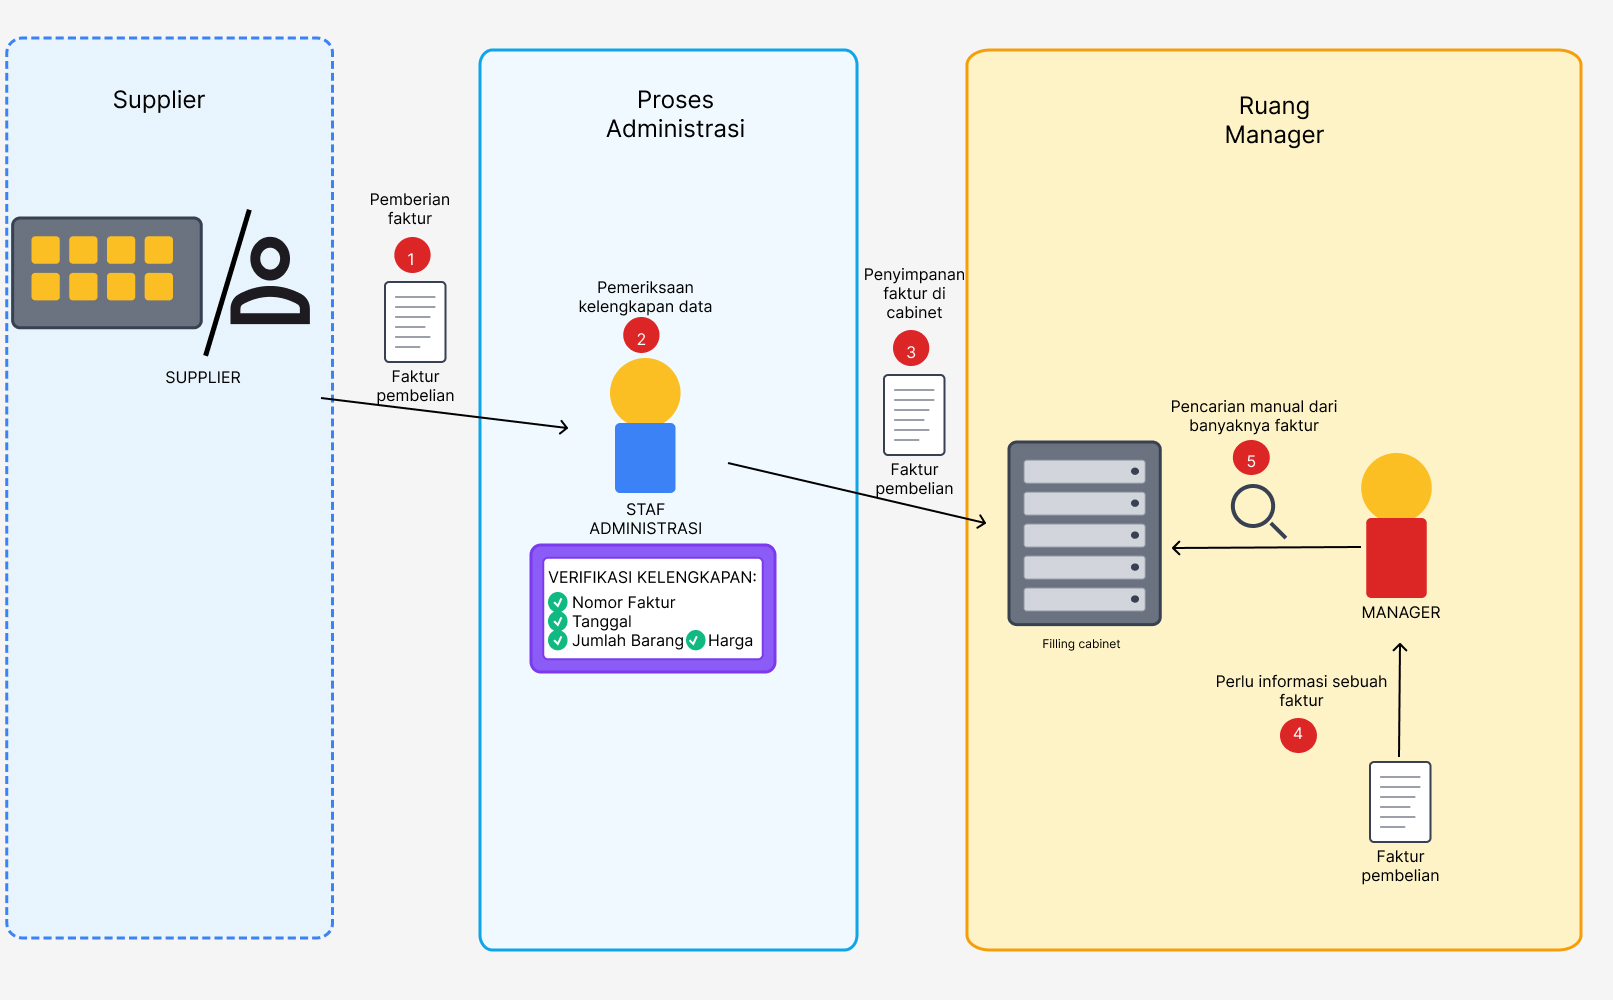 Supplier
SUPPLIER
Pemberian
faktur
1
Faktur
pembelian
Proses
Administrasi
Pemeriksaan
kelengkapan data
2
STAF
ADMINISTRASI
VERIFIKASI KELENGKAPAN:
Nomor Faktur
Tanggal
Jumlah Barang Harga
Penyimpanan
faktur di
cabinet
3
Faktur
pembelian
Ruang
Manager
Filling cabinet
Pencarian manual dari
banyaknya faktur
5
MANAGER
Perlu informasi sebuah
faktur
4
Faktur
pembelian